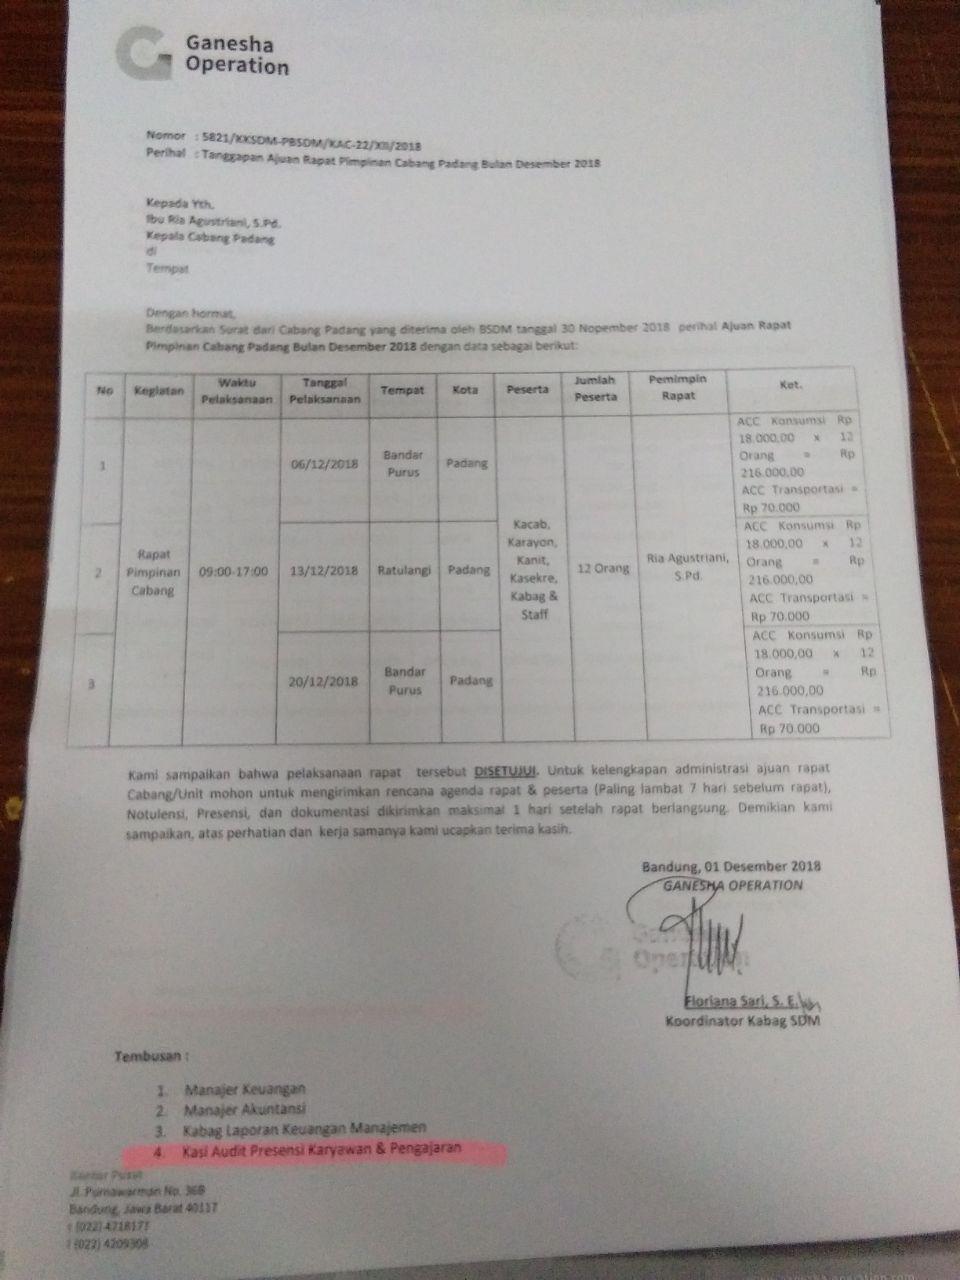 Ganesha
Operation
Nomor : 5821/KKSDM-PBSDM/KAC-22/XII/2018
Perihal : Tanggapan Ajuan Rapat Pimpinan Cabang Padang Bulan Desember 2018
Kepada Yth.
Ibu Ria Agustriani, S.Pd.
Kepala Cabang Padang
di
Tempat
Dengan hormat,
Berdasarkan Surat dari Cabang Padang yang diterima oleh BSDM tanggal 30 Nopember 2018 perihal Ajuan Rapat
Pimpinan Cabang Padang Bulan Desember 2018 dengan data sebagai berikut:
No Kegiatan Waktu Pelaksanaan Tanggal Pelaksanaan Tempat Kota Peserta Jumlah Peserta Pemimpin Rapat Ket.
1 06/12/2018 Bandar Purus Padang
ACC Konsumsi Rp
18.000,00 x 12
Orang = Rp
216.000,00
ACC Transportasi =
Rp 70.000
2 Rapat Pimpinan Cabang 09:00-17:00 13/12/2018 Ratulangi Padang
Kacab,
Karayon,
Kanit,
Kasekre,
Kabag &
Staff
12 Orang
Ria Agustriani,
S.Pd.
ACC Konsumsi Rp
18.000,00 x 12
Orang = Rp
216.000,00
ACC Transportasi =
Rp 70.000
3 20/12/2018 Bandar Purus Padang
ACC Konsumsi Rp
18.000,00 x 12
Orang = Rp
216.000,00
ACC Transportasi =
Rp 70.000
Kami sampaikan bahwa pelaksanaan rapat tersebut DISETUJUI. Untuk kelengkapan administrasi ajuan rapat
Cabang/Unit mohon untuk mengirimkan rencana agenda rapat & peserta (Paling lambat 7 hari sebelum rapat),
Notulensi, Presensi, dan dokumentasi dikirimkan maksimal 1 hari setelah rapat berlangsung. Demikian kami
sampaikan, atas perhatian dan kerja samanya kami ucapkan terima kasih.
Bandung, 01 Desember 2018
GANESHA OPERATION
Ganesha
Operation
Floriana Sari, S. E.
Koordinator Kabag SDM
Tembusan :
1. Manajer Keuangan
2. Manajer Akuntansi
3. Kabag Laporan Keuangan Manajemen
4. Kasi Audit Presensi Karyawan & Pengajaran
Kantor Pusat
Jl. Purnawarman No. 36B
Bandung, Jawa Barat 40117
t (022) 4218177
f (022) 4209308